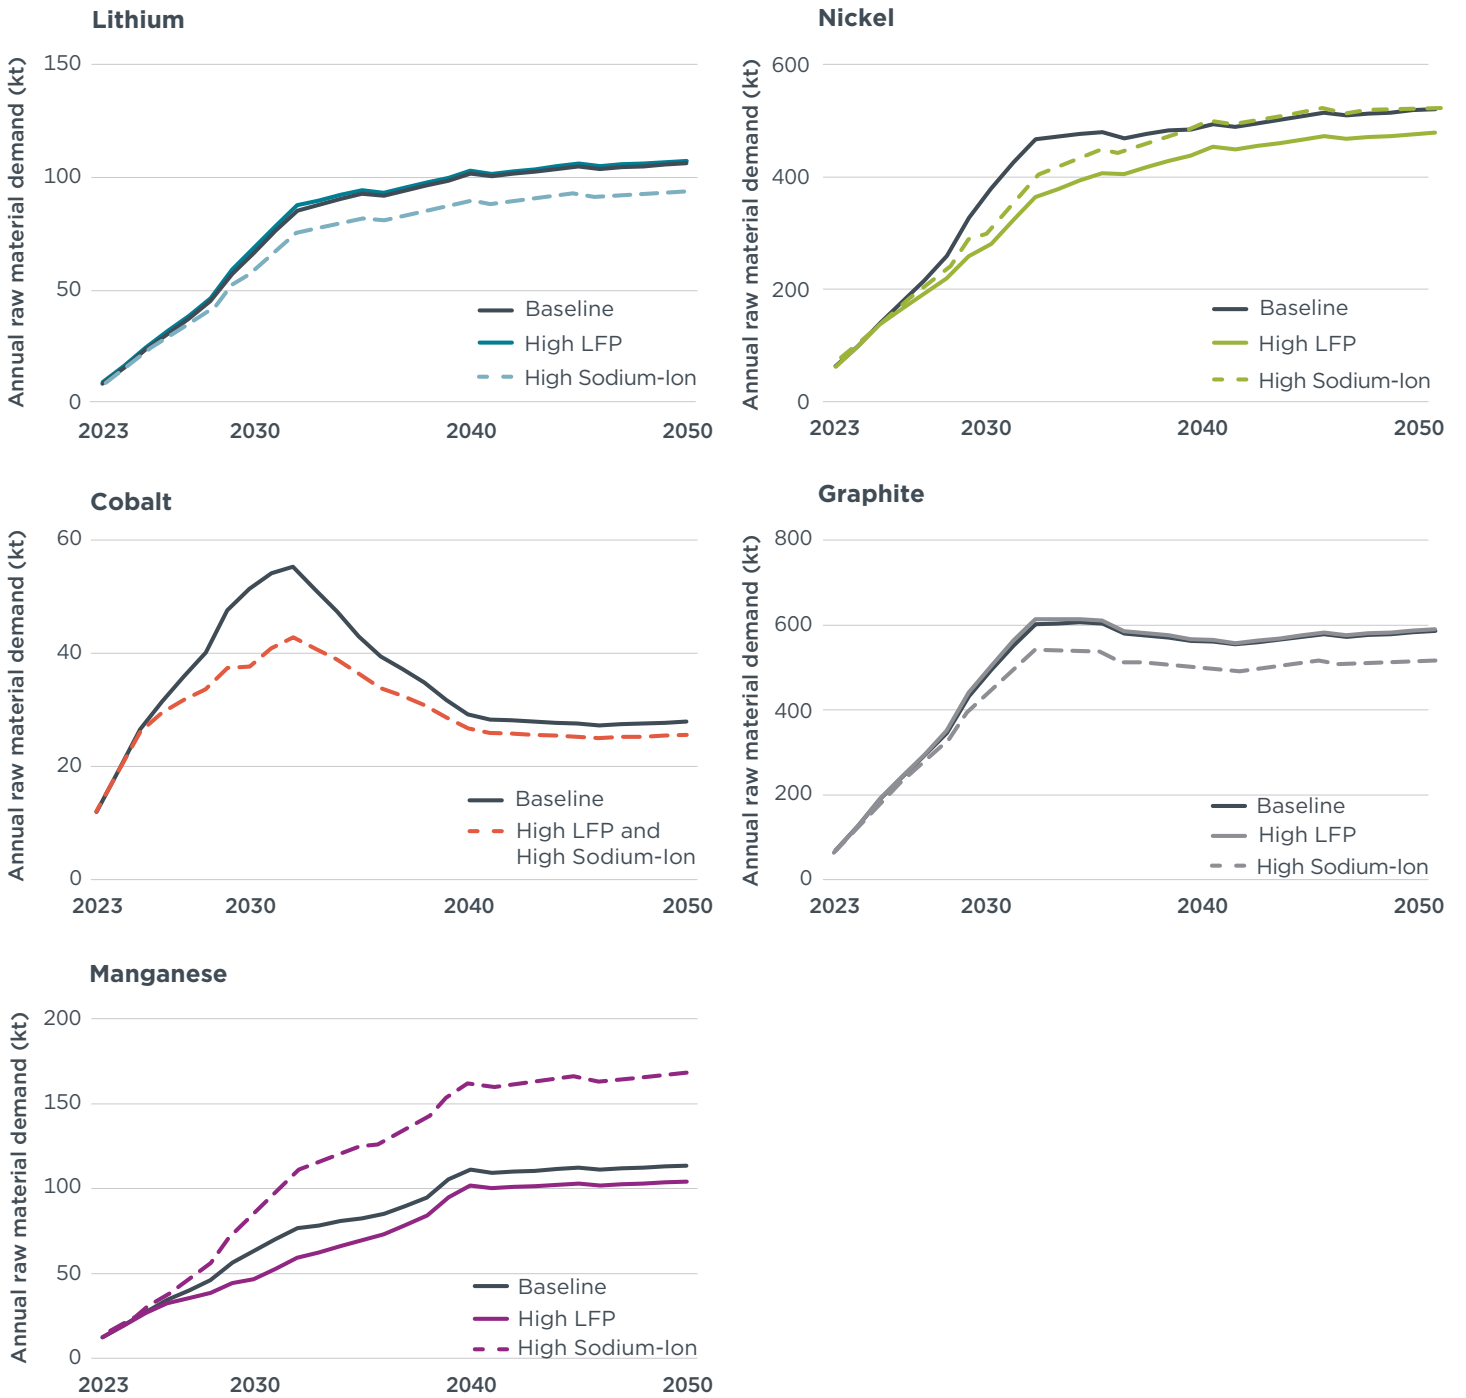 Lithium
Annual raw material demand (kt)
150
100
50
0
Baseline
High LFP
High Sodium-Ion
2023
2030
2040
2050
Nickel
Annual raw material demand (kt)
600
400
200
0
Baseline
High LFP
High Sodium-Ion
2023
2030
2040
2050
Cobalt
Annual raw material demand (kt)
60
40
20
0
Baseline
High LFP and
High Sodium-Ion
2023
2030
2040
2050
Graphite
Annual raw material demand (kt)
800
600
400
200
0
Baseline
High LFP
High Sodium-Ion
2023
2030
2040
2050
Manganese
Annual raw material demand (kt)
200
150
100
50
0
Baseline
High LFP
High Sodium-Ion
2023
2030
2040
2050